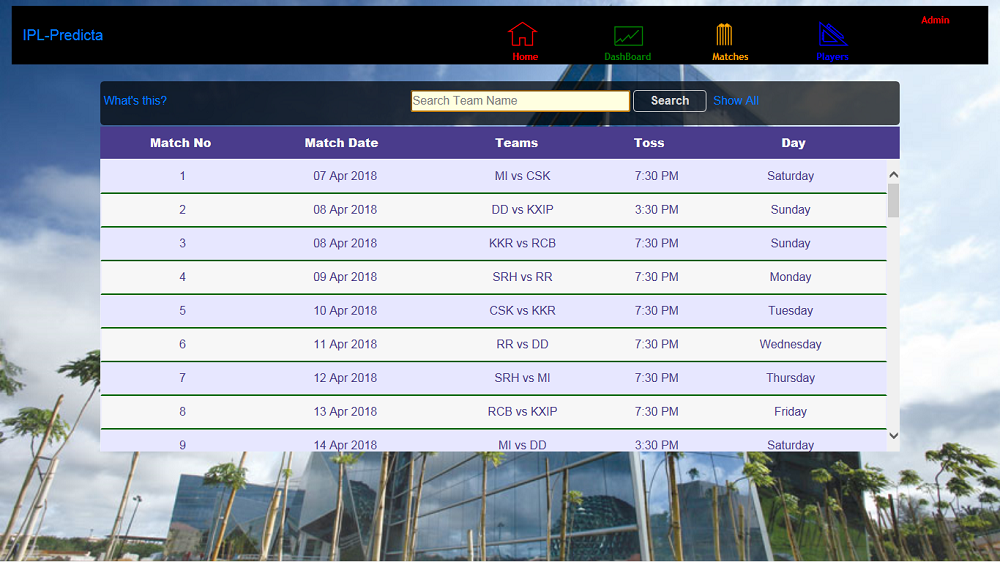 IPL-Predicta
Admin
Home DashBoard Matches Players
What's this? Search Team Name Search Show All
Match No Match Date Teams Toss Day
1 07 Apr 2018 MI vs CSK 7:30 PM Saturday
2 08 Apr 2018 DD vs KXIP 3:30 PM Sunday
3 08 Apr 2018 KKR vs RCB 7:30 PM Sunday
4 09 Apr 2018 SRH vs RR 7:30 PM Monday
5 10 Apr 2018 CSK vs KKR 7:30 PM Tuesday
6 11 Apr 2018 RR vs DD 7:30 PM Wednesday
7 12 Apr 2018 SRH vs MI 7:30 PM Thursday
8 13 Apr 2018 RCB vs KXIP 7:30 PM Friday
9 14 Apr 2018 MI vs DD 3:30 PM Saturday